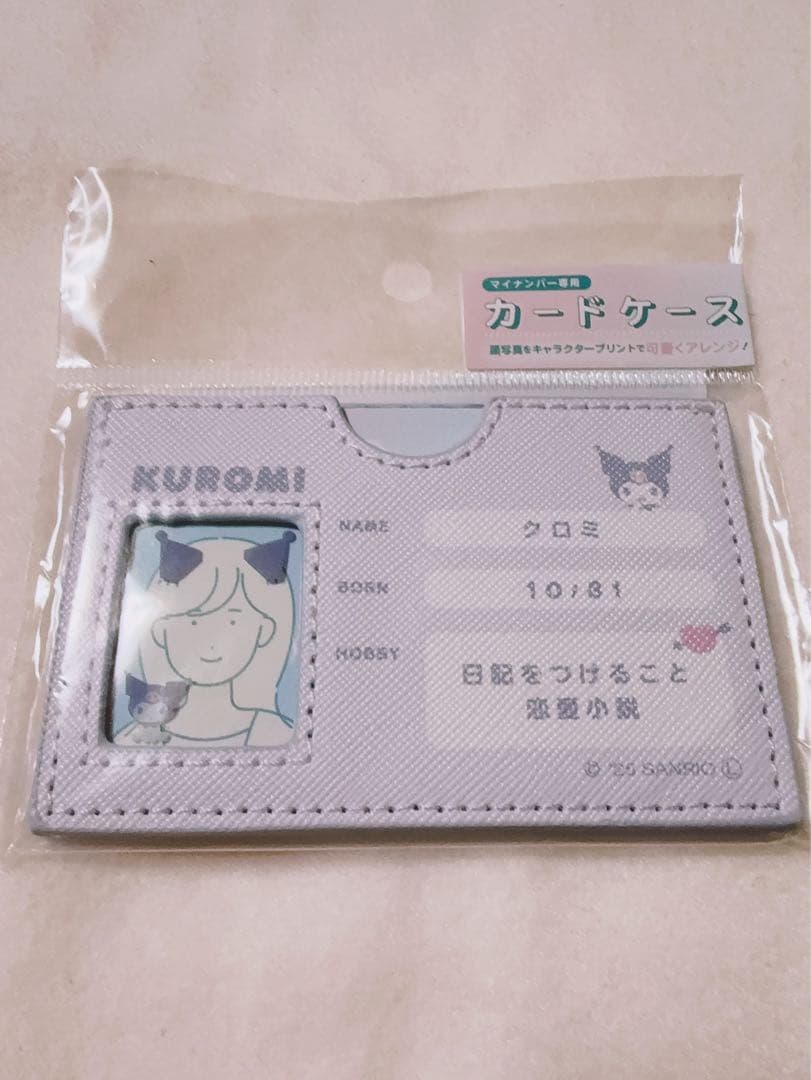 マイナンバー専用
カードケース
顔写真をキャラクタープリントで可愛くアレンジ!
KUROMI
NAME クロミ
BORN 10/31
HOBBY 日記をつけること
恋愛小説
© '25 SANRIO Ⓛ